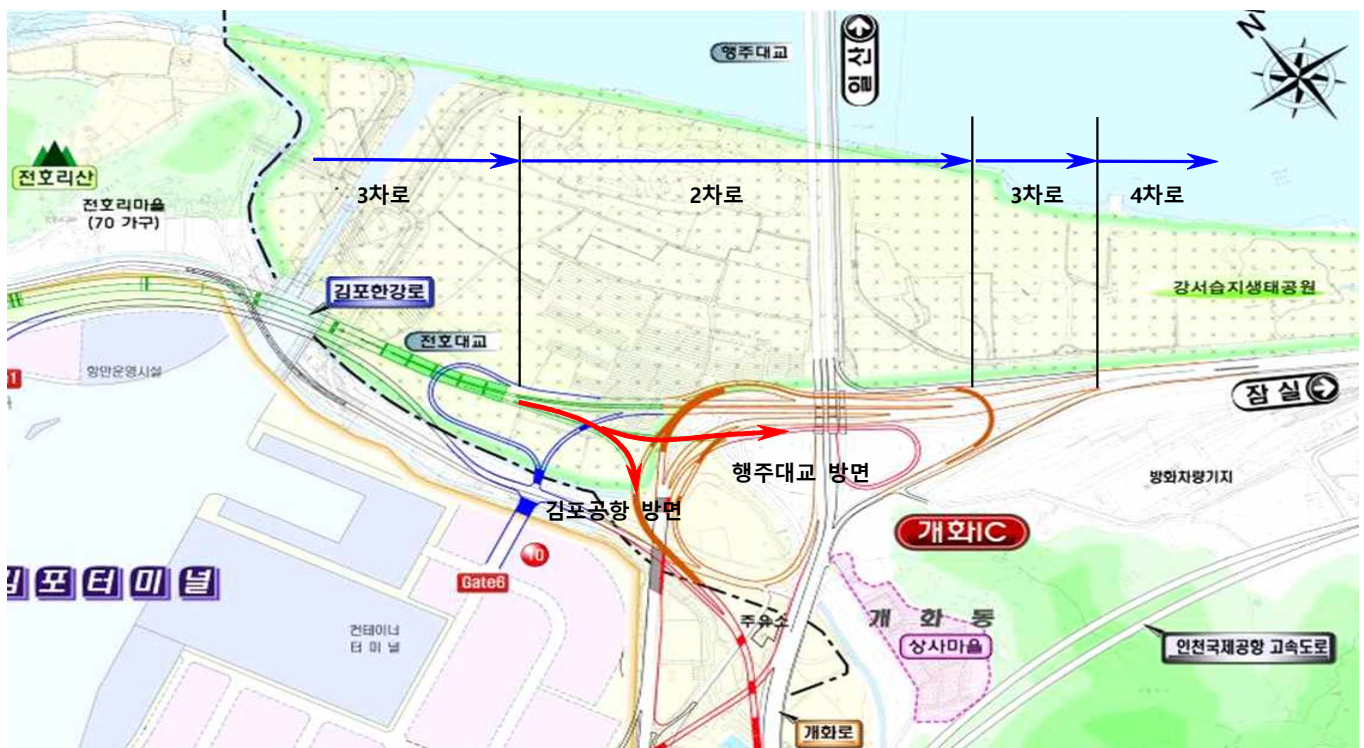 행주대교
일산
N
전호리산
전호리마을
(70 가구)
3차로
2차로
3차로
4차로
김포한강로
전호대교
강서습지생태공원
항만운영시설
잠실
행주대교 방면
방화차량기지
김포공항 방면
개화IC
10
Gate6
포터미널
컨테이너
터미널
주유소
개화동
상사마을
인천국제공항 고속도로
개화로